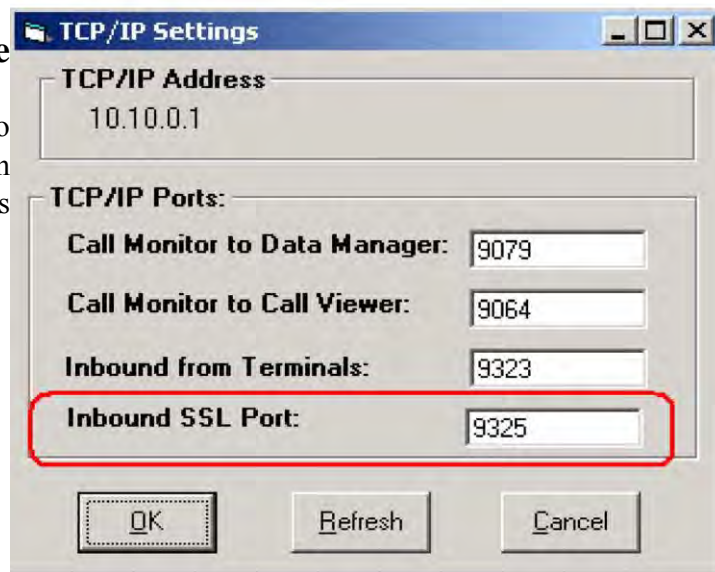 TCP/IP Settings
e
TCP/IP Address
10.10.0.1
o
n
s
TCP/IP Ports:
Call Monitor to Data Manager: 9079
Call Monitor to Call Viewer: 9064
Inbound from Terminals: 9323
Inbound SSL Port: 9325
OK Refresh Cancel